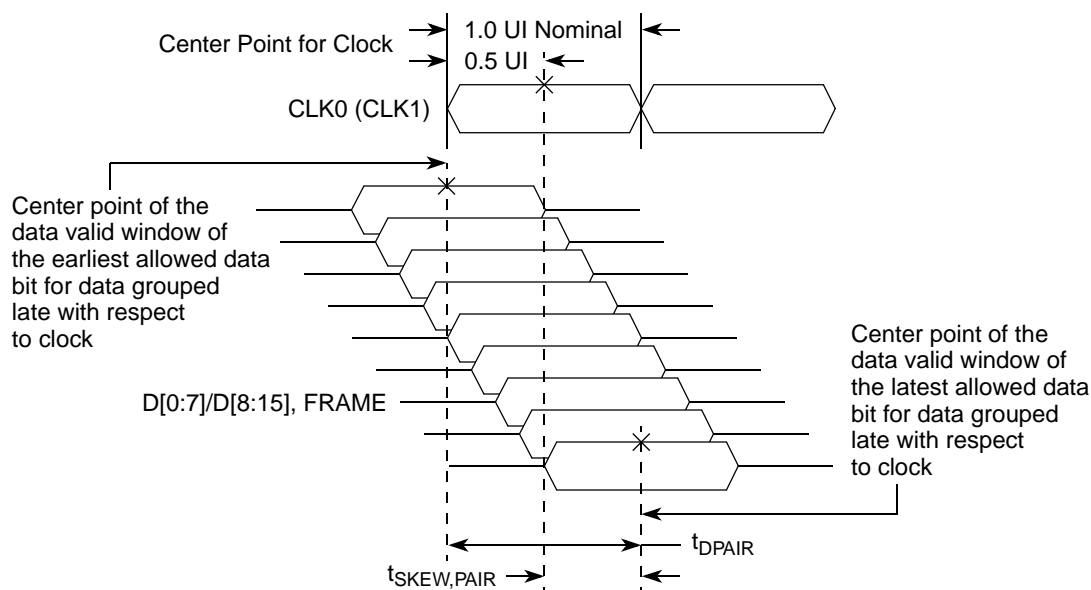 1.0 UI Nominal
Center Point for Clock
0.5 UI
CLK0 (CLK1)
Center point of the
data valid window of
the earliest allowed data
bit for data grouped
late with respect
to clock
Center point of the
data valid window of
the latest allowed data
bit for data grouped
late with respect
to clock
D[0:7]/D[8:15], FRAME
tDPAIR
tSKEW,PAIR